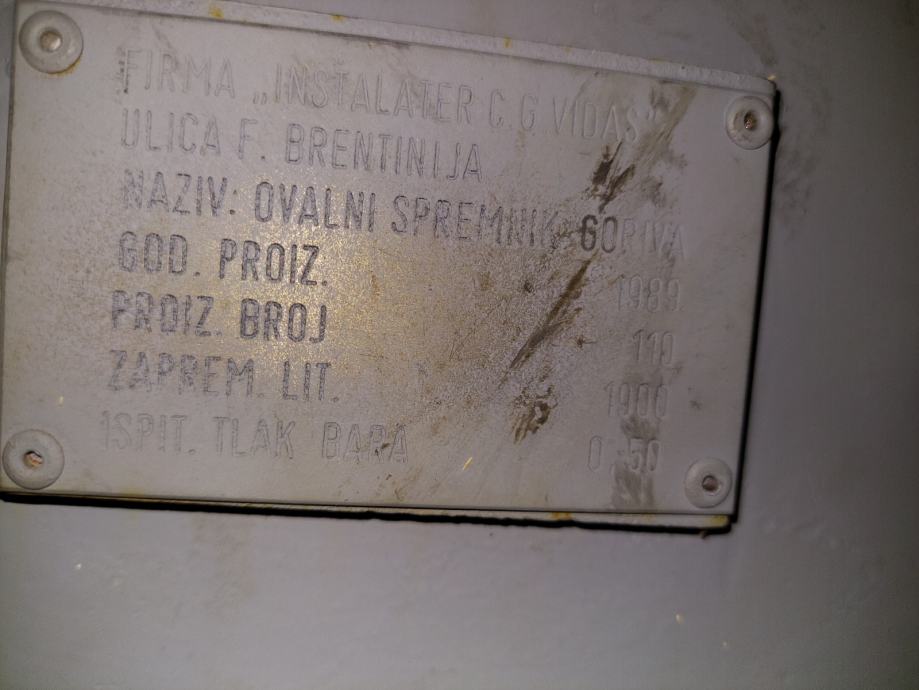 FIRMA „INSTALATER C.G. VIDAS"
ULICA F. BRENTINIJA
NAZIV: OVALNI SPREMNIK GORIVA
GOD. PROIZ. 1989.
PROIZ. BROJ 110
ZAPREM. LIT. 1900
ISPIT. TLAK BARA 0,50